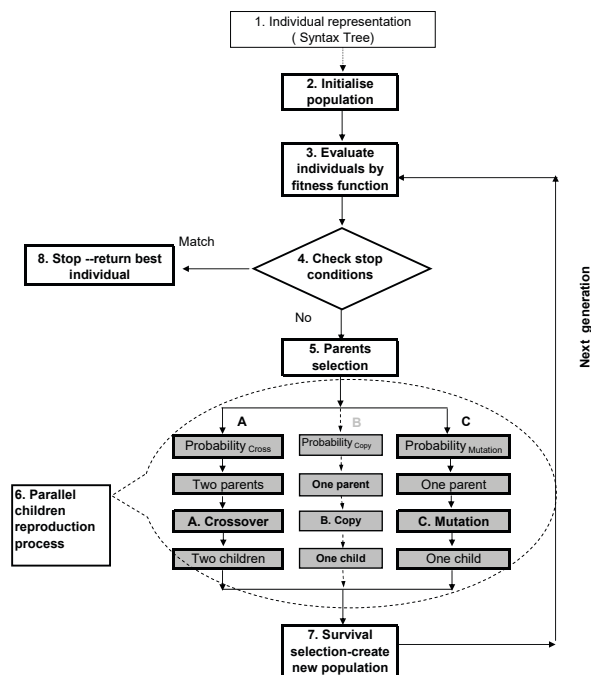 1. Individual representation
( Syntax Tree)
2. Initialise
population
3. Evaluate
individuals by
fitness function
Match
8. Stop --return best
individual
4. Check stop
conditions
No
5. Parents
selection
Next generation
A
B
C
Probability Cross
Probability Copy
Probability Mutation
Two parents
One parent
One parent
6. Parallel
children
reproduction
process
A. Crossover
B. Copy
C. Mutation
Two children
One child
One child
7. Survival
selection-create
new population